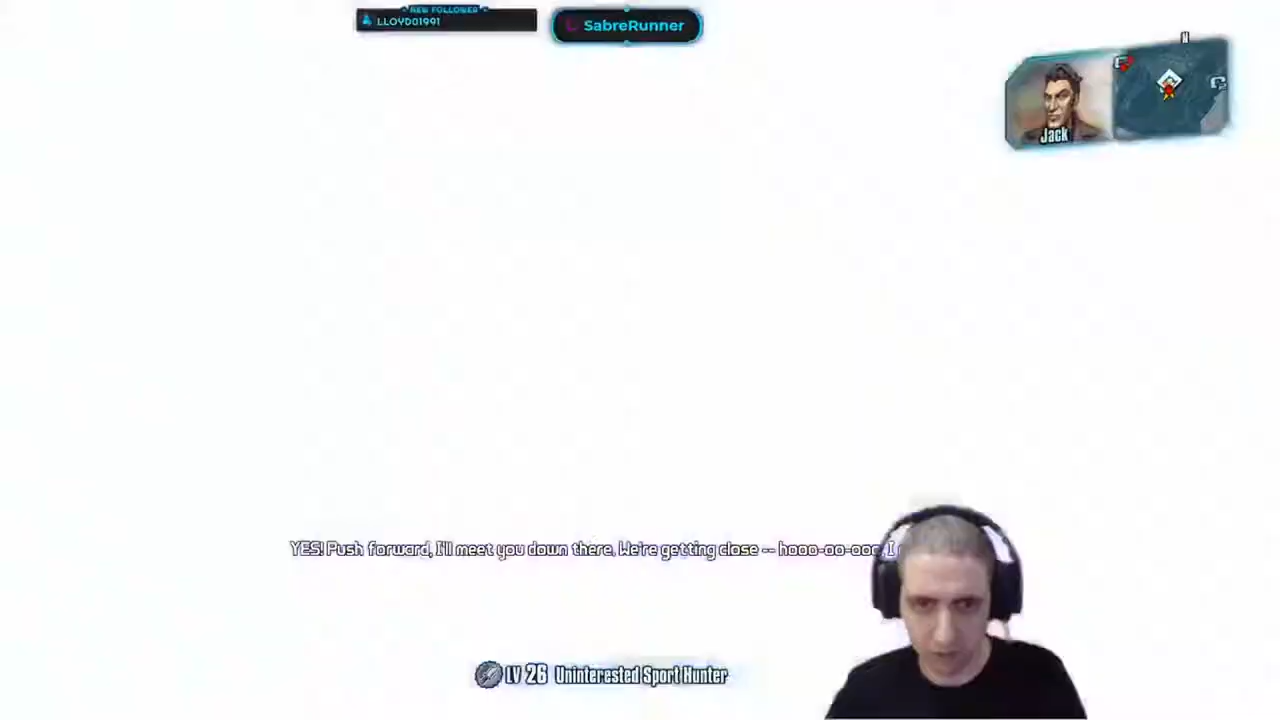 NEW FOLLOWER
LLOYD01991
SabreRunner
N
Jack
YES! Push forward, I'll meet you down there. We're getting close -- hooo-oo-ooo, I
LV 26 Uninterested Sport Hunter